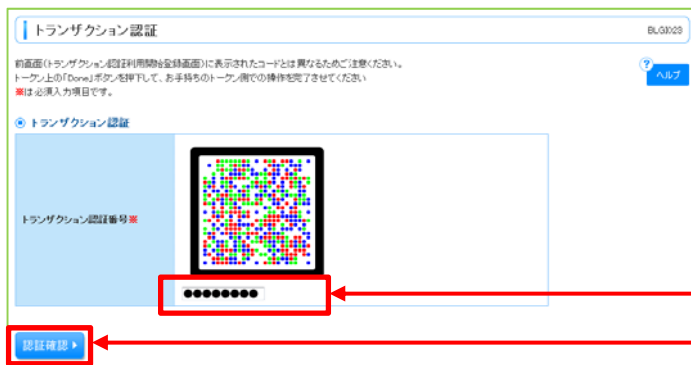 トランザクション認証
BLGI023
前画面(トランザクション認証利用開始登録画面)に表示されたコードとは異なるためご注意ください。
トークン上の「Done」ボタンを押下して、お手持ちのトークン側での操作を完了させてください
※は必須入力項目です。
? ヘルプ
トランザクション認証
トランザクション認証番号※
●●●●●●●●
認証確認